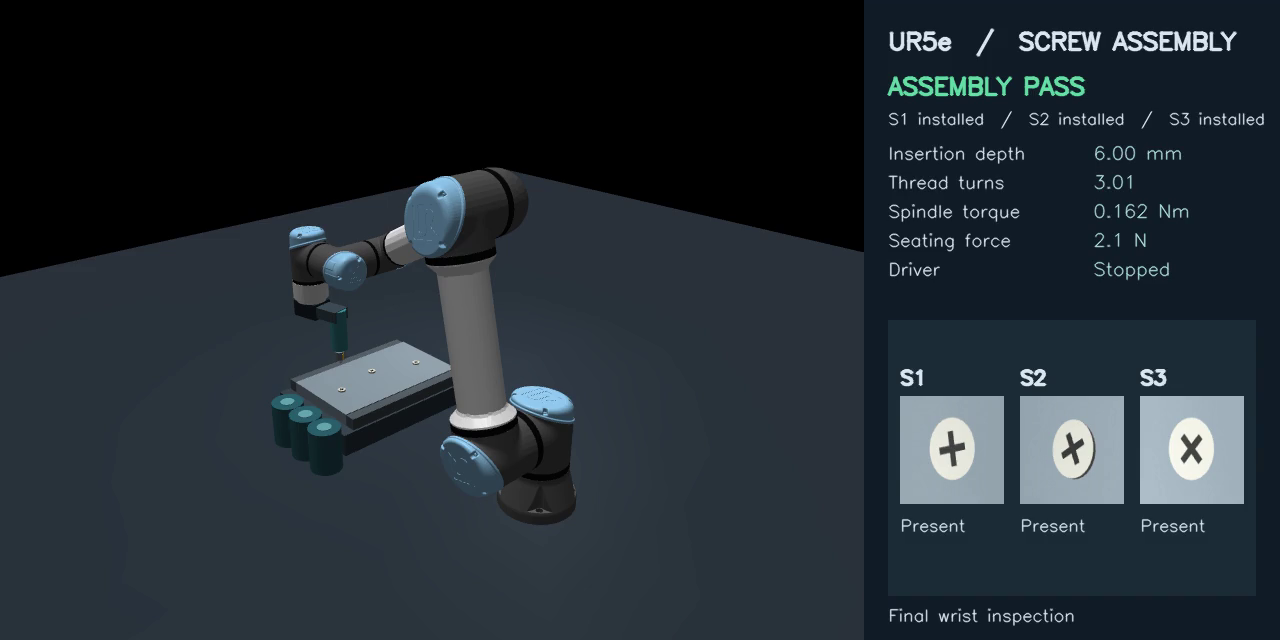 UR5e / SCREW ASSEMBLY
ASSEMBLY PASS
S1 installed / S2 installed / S3 installed
Insertion depth 6.00 mm
Thread turns 3.01
Spindle torque 0.162 Nm
Seating force 2.1 N
Driver Stopped
S1 S2 S3
Present Present Present
Final wrist inspection